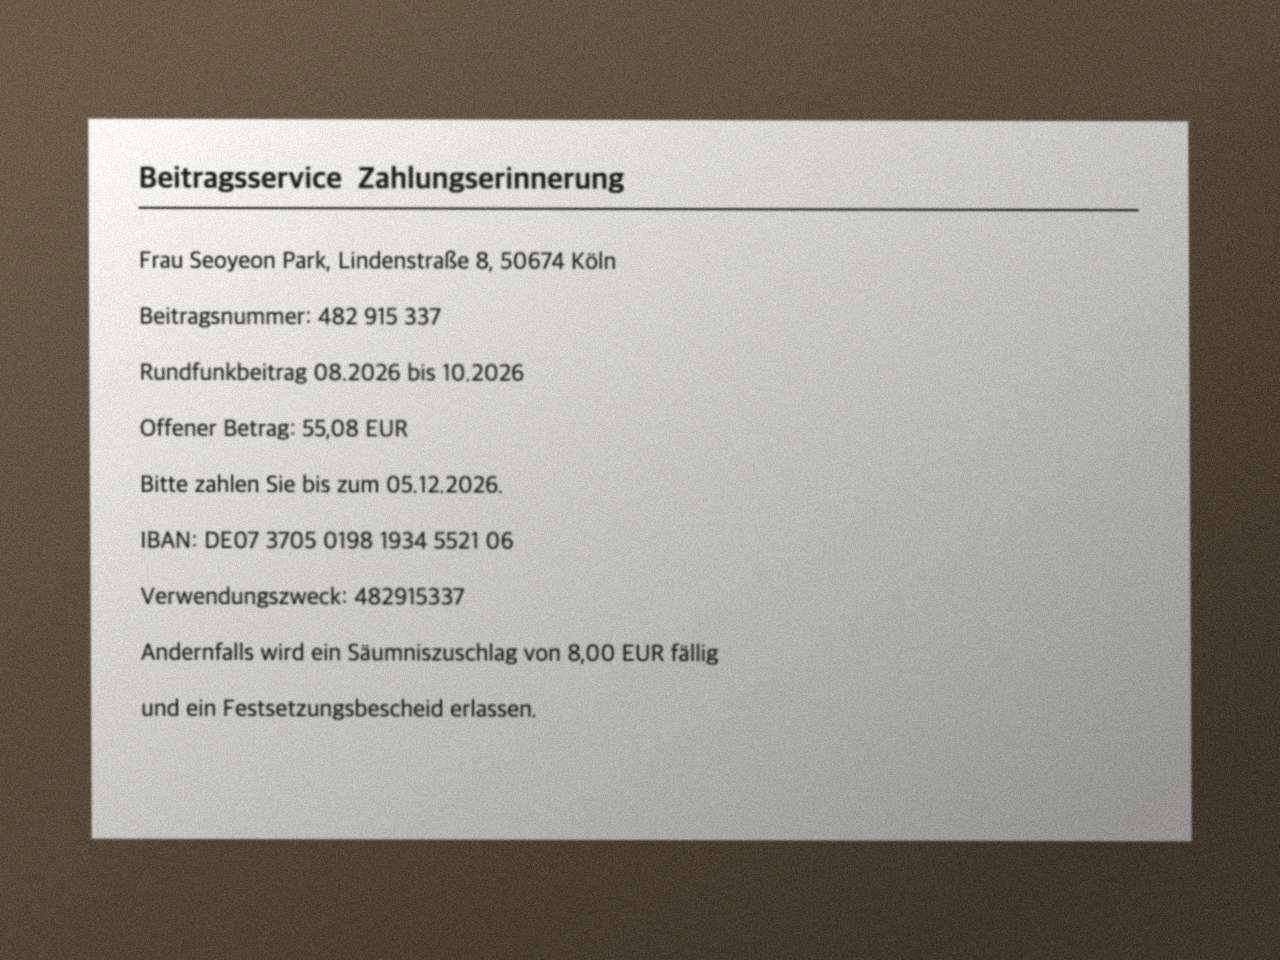 Beitragsservice Zahlungserinnerung
Frau Seoyeon Park, Lindenstraße 8, 50674 Köln
Beitragsnummer: 482 915 337
Rundfunkbeitrag 08.2026 bis 10.2026
Offener Betrag: 55,08 EUR
Bitte zahlen Sie bis zum 05.12.2026.
IBAN: DE07 3705 0198 1934 5521 06
Verwendungszweck: 482915337
Andernfalls wird ein Säumniszuschlag von 8,00 EUR fällig
und ein Festsetzungsbescheid erlassen.